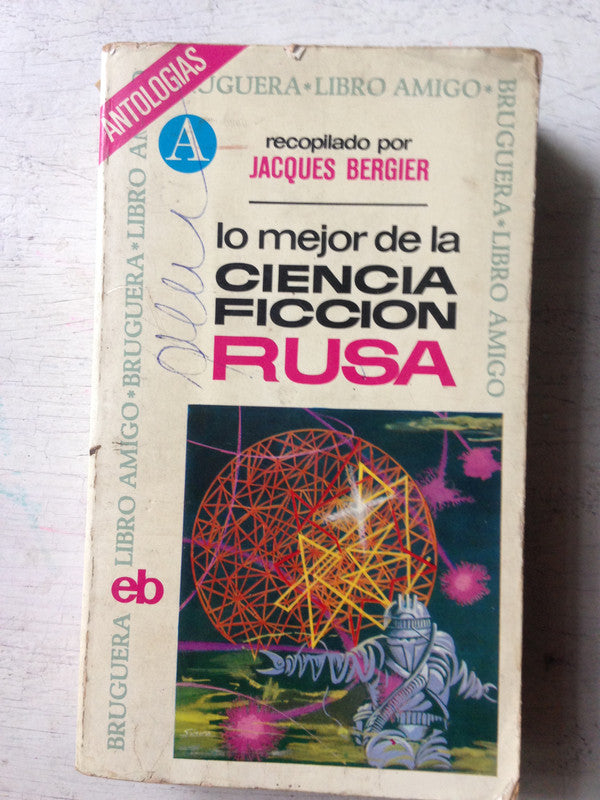 ANTOLOGIAS
BRUGUERA*LIBRO AMIGO*
BRUGUERA*LIBRO AMIGO
BRUGUERA LIBRO AMIGO*BRUGUERA*LIBRO
A
recopilado por
JACQUES BERGIER
lo mejor de la
CIENCIA
FICCION
RUSA
eb